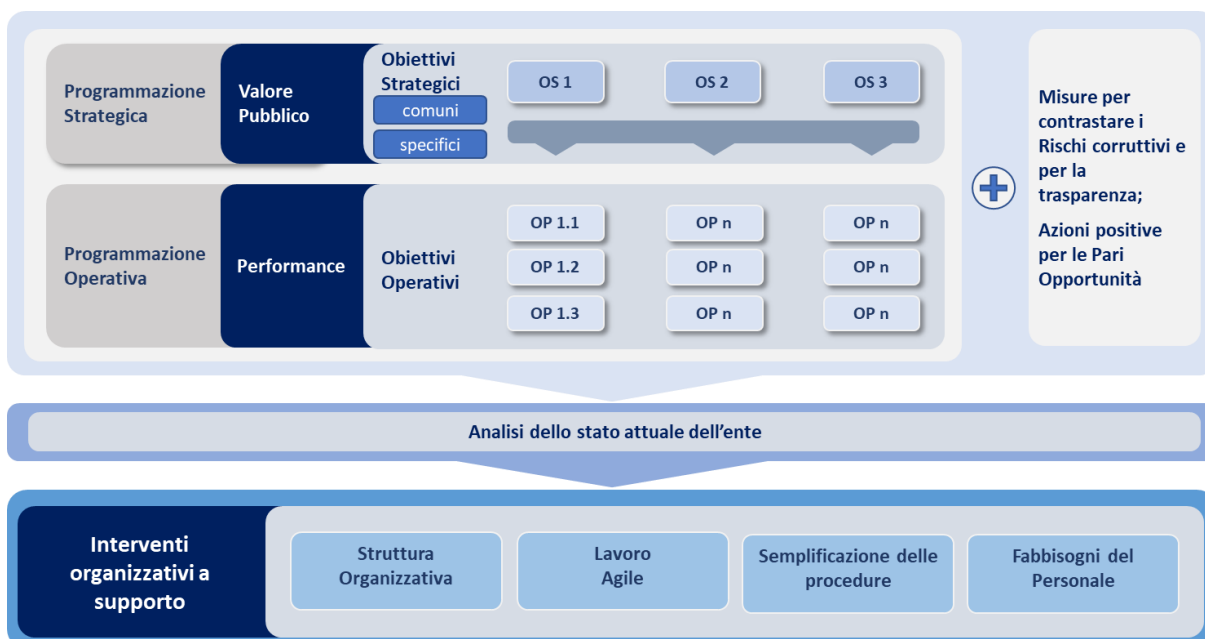 Programmazione
Strategica
Valore
Pubblico
Obiettivi
Strategici
comuni
specifici
OS 1
OS 2
OS 3
Programmazione
Operativa
Performance
Obiettivi
Operativi
OP 1.1
OP n
OP n
OP 1.2
OP n
OP n
OP 1.3
OP n
OP n
Misure per
contrastare i
Rischi corruttivi e
per la
trasparenza;
Azioni positive
per le Pari
Opportunità
Analisi dello stato attuale dell'ente
Interventi
organizzativi a
supporto
Struttura
Organizzativa
Lavoro
Agile
Semplificazione delle
procedure
Fabbisogni del
Personale